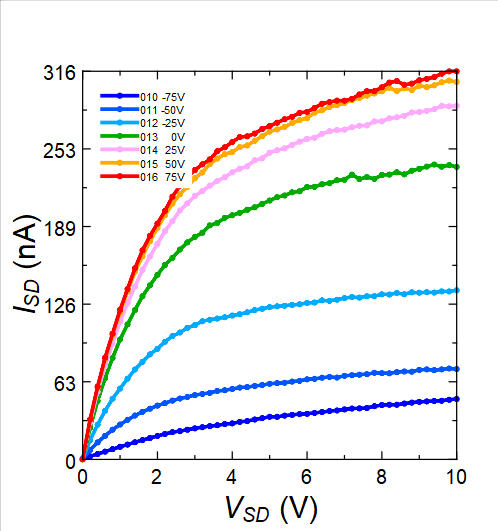 316
253
189
126
63
0
I_SD (nA)
010 -75V
011 -50V
012 -25V
013 0V
014 25V
015 50V
016 75V
0 2 4 6 8 10
V_SD (V)